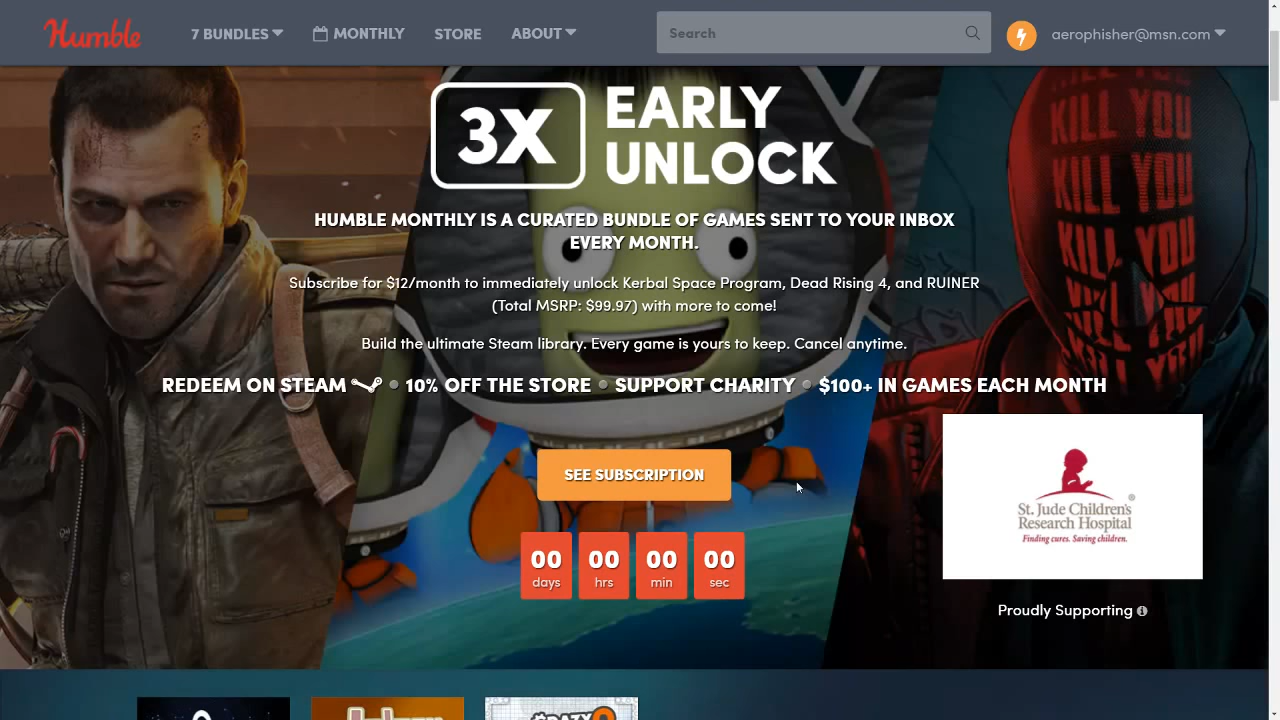 Humble
7 BUNDLES
MONTHLY
STORE
ABOUT
Search
aerophisher@msn.com
3X
EARLY
UNLOCK
KILL YOU
KILL YOU
KILL YOU
KILL YOU
HUMBLE MONTHLY IS A CURATED BUNDLE OF GAMES SENT TO YOUR INBOX
EVERY MONTH.
Subscribe for $12/month to immediately unlock Kerbal Space Program, Dead Rising 4, and RUINER
(Total MSRP: $99.97) with more to come!
Build the ultimate Steam library. Every game is yours to keep. Cancel anytime.
REDEEM ON STEAM • 10% OFF THE STORE • SUPPORT CHARITY • $100+ IN GAMES EACH MONTH
SEE SUBSCRIPTION
00 00 00 00
days hrs min sec
St. Jude Children's®
Research Hospital
Finding cures. Saving children.
Proudly Supporting